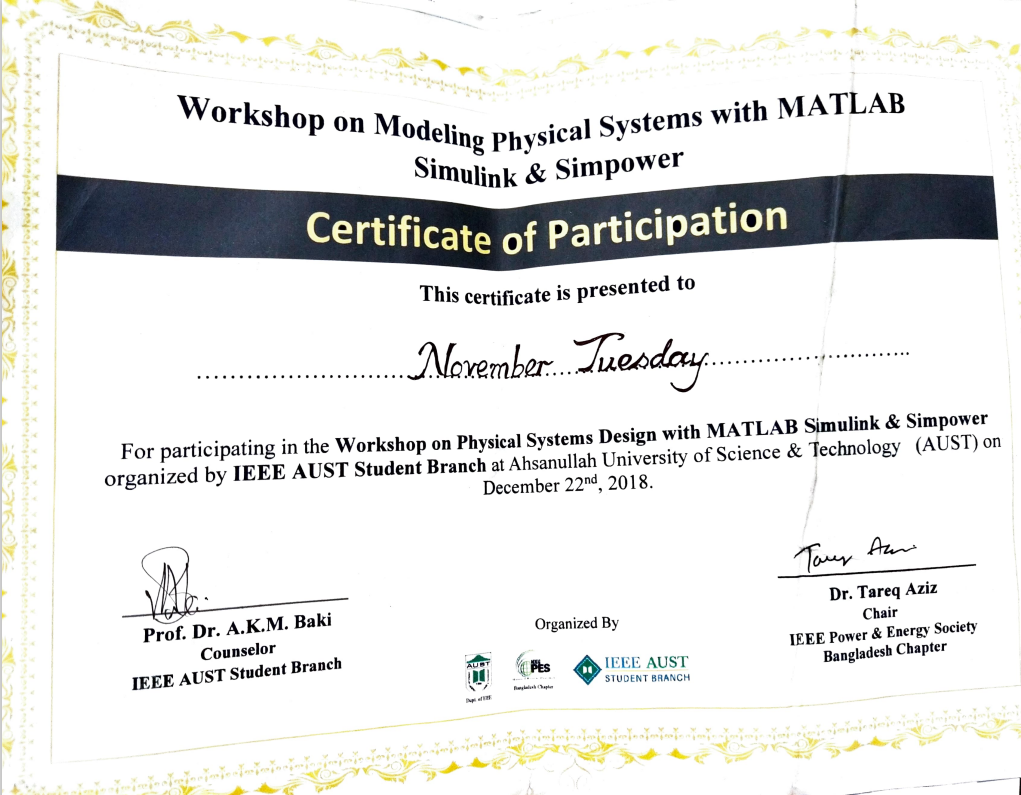 Workshop on Modeling Physical Systems with MATLAB
Simulink & Simpower
Certificate of Participation
This certificate is presented to
........................November....Tuesday..........................
For participating in the Workshop on Physical Systems Design with MATLAB Simulink & Simpower
organized by IEEE AUST Student Branch at Ahsanullah University of Science & Technology (AUST) on
December 22nd, 2018.
Prof. Dr. A.K.M. Baki
Counselor
IEEE AUST Student Branch
Organized By
AUST
Dept. of EEE
PES
Bangladesh Chapter
IEEE AUST
STUDENT BRANCH
Tareq Aziz
Dr. Tareq Aziz
Chair
IEEE Power & Energy Society
Bangladesh Chapter